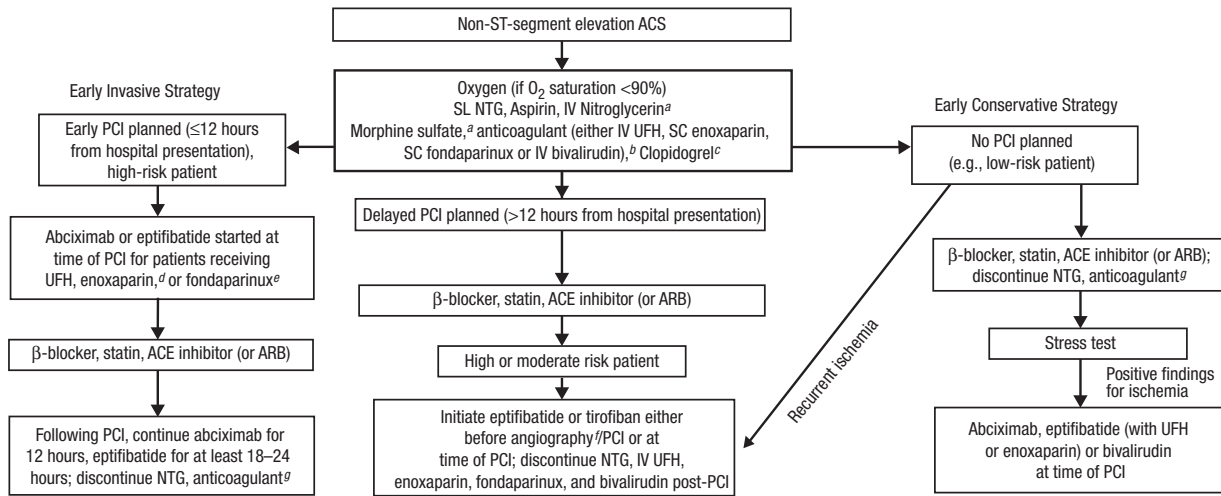 Non-ST-segment elevation ACS
Oxygen (if O2 saturation <90%)
SL NTG, Aspirin, IV Nitroglycerina
Morphine sulfate,a anticoagulant (either IV UFH, SC enoxaparin,
SC fondaparinux or IV bivalirudin),b Clopidogrelc
Early Invasive Strategy
Early PCI planned (≤12 hours
from hospital presentation),
high-risk patient
Abciximab or eptifibatide started at
time of PCI for patients receiving
UFH, enoxaparin,d or fondaparinuxe
β-blocker, statin, ACE inhibitor (or ARB)
Following PCI, continue abciximab for
12 hours, eptifibatide for at least 18–24
hours; discontinue NTG, anticoagulantg
Delayed PCI planned (>12 hours from hospital presentation)
β-blocker, statin, ACE inhibitor (or ARB)
High or moderate risk patient
Initiate eptifibatide or tirofiban either
before angiographyf/PCI or at
time of PCI; discontinue NTG, IV UFH,
enoxaparin, fondaparinux, and bivalirudin post-PCI
Recurrent ischemia
Early Conservative Strategy
No PCI planned
(e.g., low-risk patient)
β-blocker, statin, ACE inhibitor (or ARB);
discontinue NTG, anticoagulantg
Stress test
Positive findings
for ischemia
Abciximab, eptifibatide (with UFH
or enoxaparin) or bivalirudin
at time of PCI